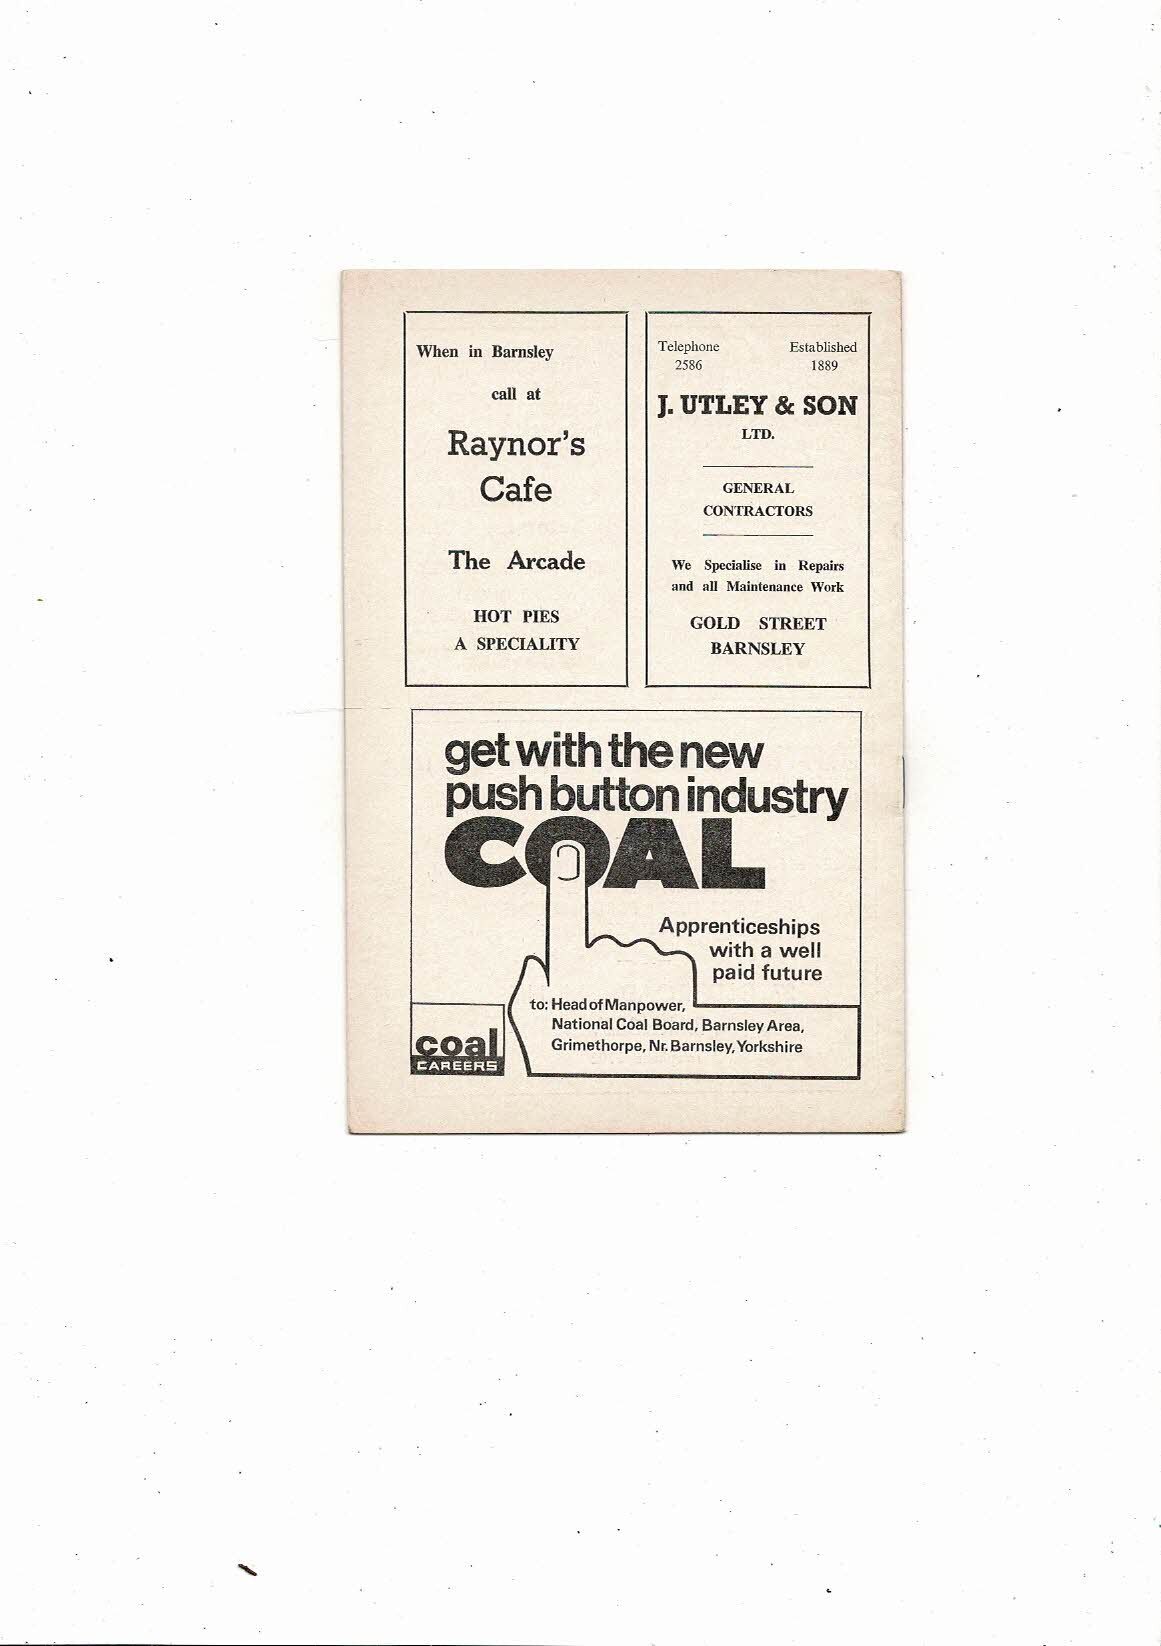 When in Barnsley
call at
Raynor's
Cafe
The Arcade
HOT PIES
A SPECIALITY
Telephone
2586
Established
1889
J. UTLEY & SON
LTD.
GENERAL
CONTRACTORS
We Specialise in Repairs
and all Maintenance Work
GOLD STREET
BARNSLEY
get with the new
push button industry
COAL
Apprenticeships
with a well
paid future
to: Head of Manpower,
National Coal Board, Barnsley Area,
Grimethorpe, Nr. Barnsley, Yorkshire
coal
CAREERS